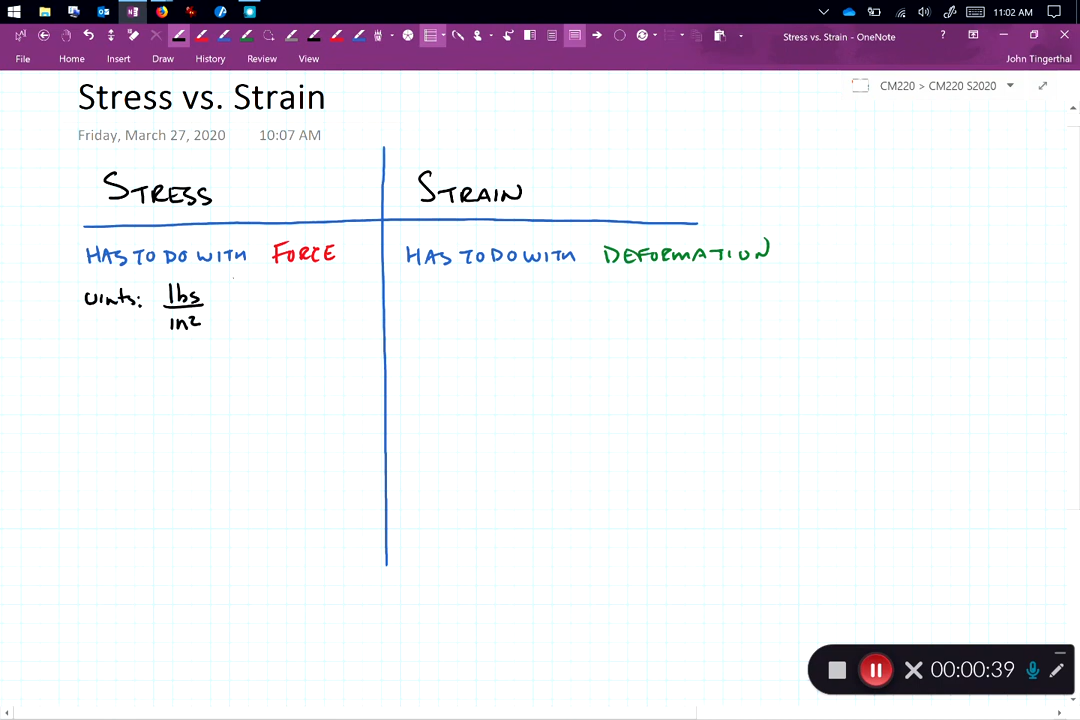 11:02 AM
Stress vs. Strain - OneNote
?
File Home Insert Draw History Review View
John Tingerthal
CM220 > CM220 S2020
Stress vs. Strain
Friday, March 27, 2020 10:07 AM
STRESS
STRAIN
HAS TO DO WITH FORCE
HAS TO DO WITH DEFORMATION
Uints: lbs
in2
00:00:39